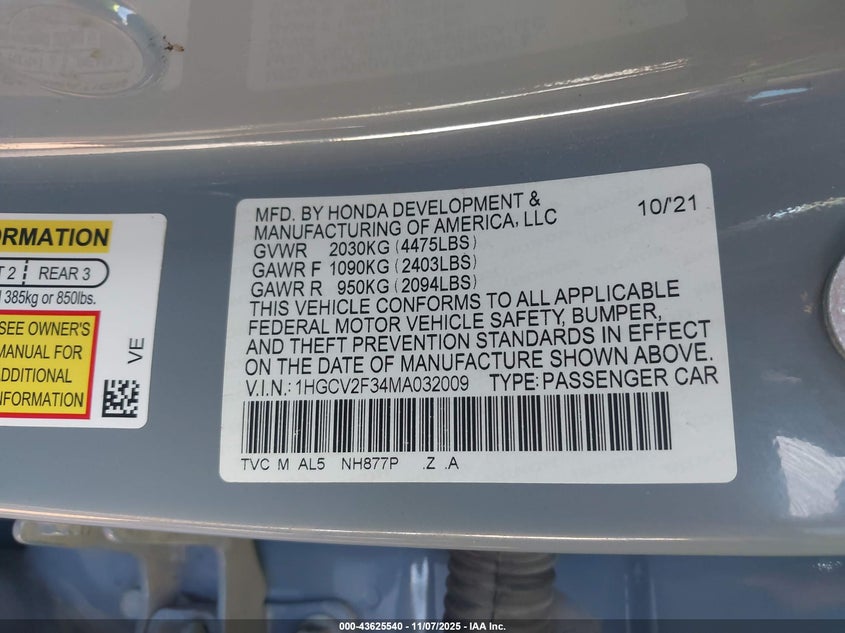 ORMATION
T 2 REAR 3
385kg or 850lbs.
SEE OWNER'S
MANUAL FOR
ADDITIONAL
INFORMATION
VE
MFD. BY HONDA DEVELOPMENT & 10/'21
MANUFACTURING OF AMERICA, LLC
GVWR 2030KG (4475LBS)
GAWR F 1090KG (2403LBS)
GAWR R 950KG (2094LBS)
THIS VEHICLE CONFORMS TO ALL APPLICABLE
FEDERAL MOTOR VEHICLE SAFETY, BUMPER,
AND THEFT PREVENTION STANDARDS IN EFFECT
ON THE DATE OF MANUFACTURE SHOWN ABOVE.
V.I.N.: 1HGCV2F34MA032009 TYPE: PASSENGER CAR
TVC M AL5 NH877P .Z .A
000-43625540 - 11/07/2025 - IAA Inc.